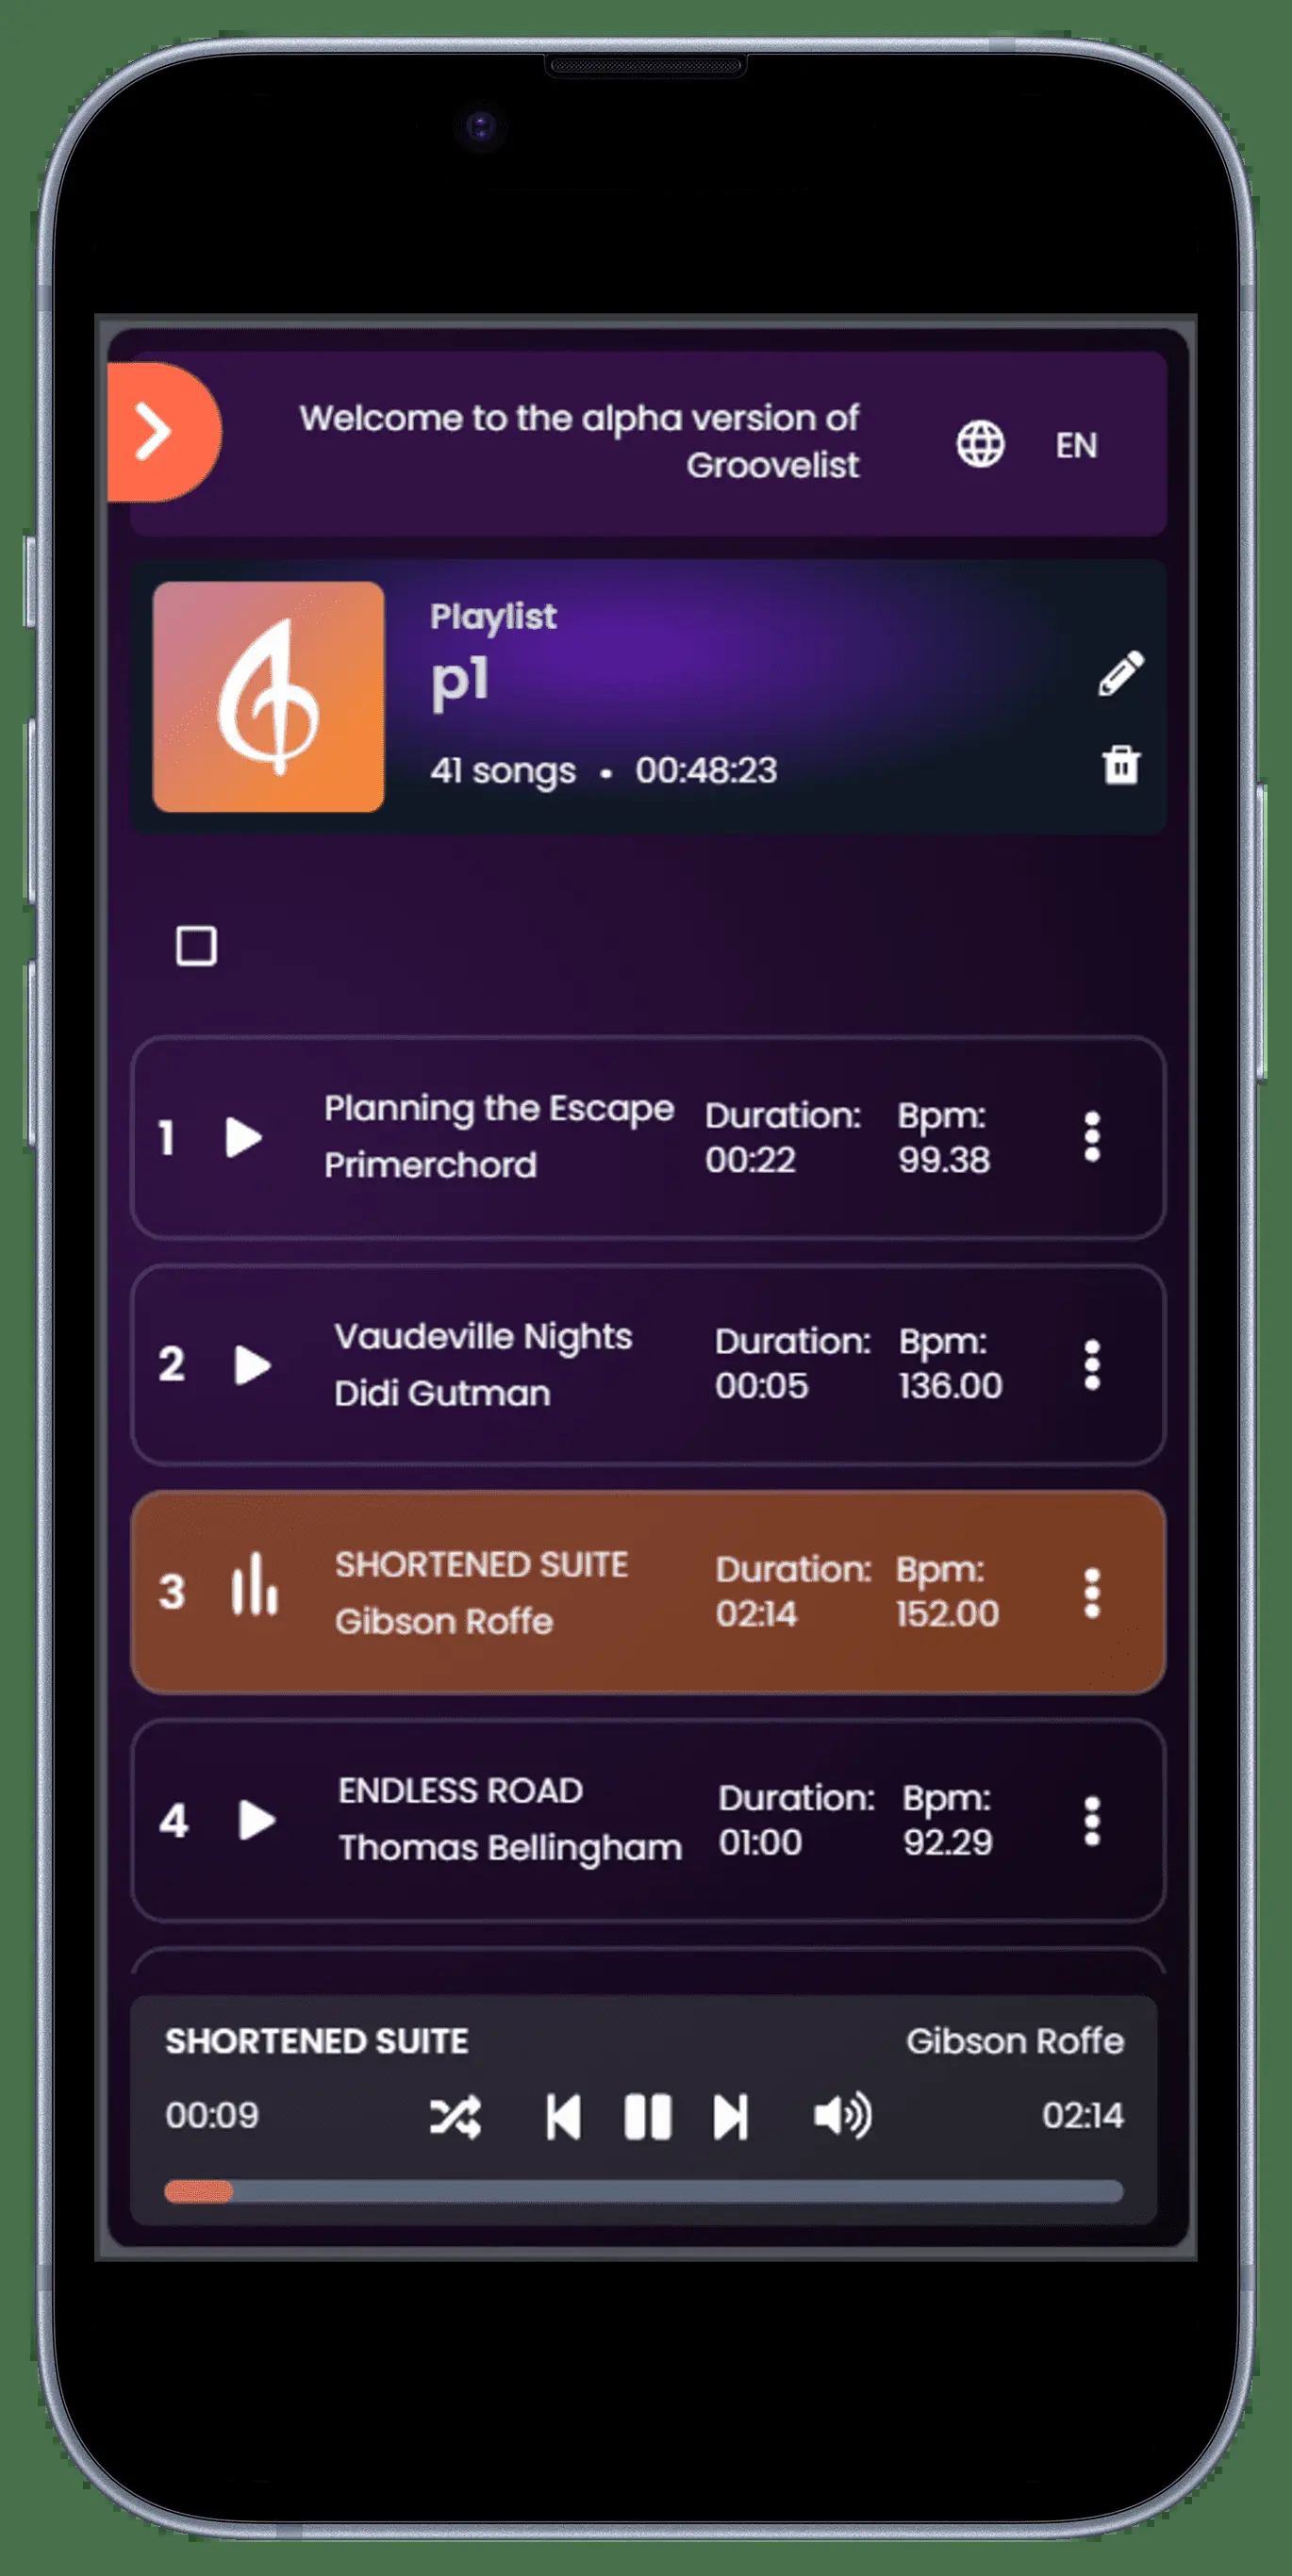 Welcome to the alpha version of
Groovelist
EN
Playlist
p1
41 songs • 00:48:23
1
Planning the Escape
Primerchord
Duration:
00:22
Bpm:
99.38
2
Vaudeville Nights
Didi Gutman
Duration:
00:05
Bpm:
136.00
3
SHORTENED SUITE
Gibson Roffe
Duration:
02:14
Bpm:
152.00
4
ENDLESS ROAD
Thomas Bellingham
Duration:
01:00
Bpm:
92.29
SHORTENED SUITE
Gibson Roffe
00:09
02:14